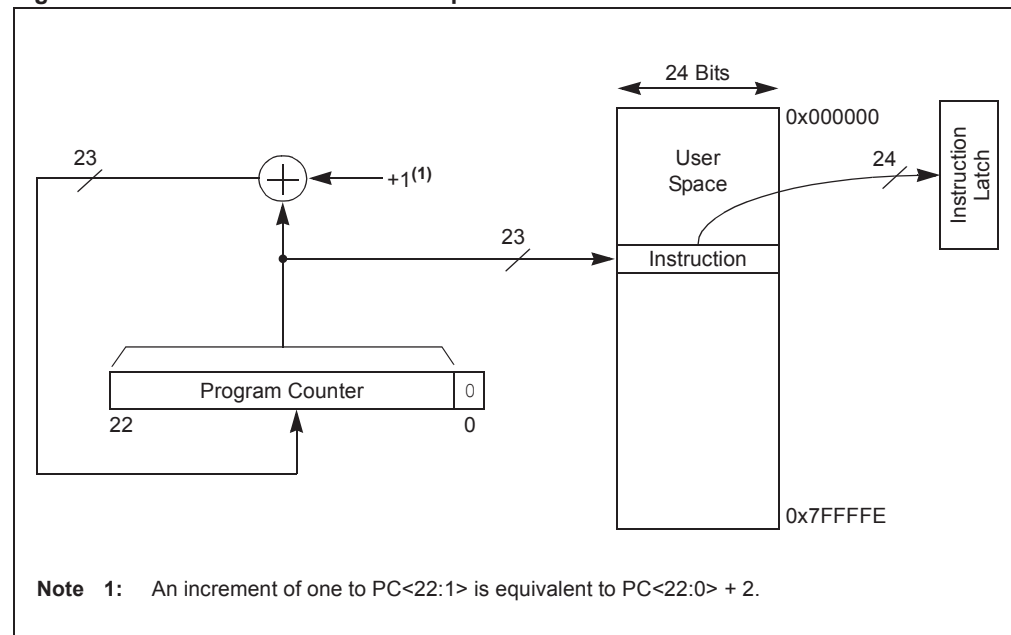 24 Bits
0x000000
User
Space
Instruction
Latch
24
23
+1(1)
23
Instruction
Program Counter
0
22
0
0x7FFFFE
Note 1: An increment of one to PC<22:1> is equivalent to PC<22:0> + 2.